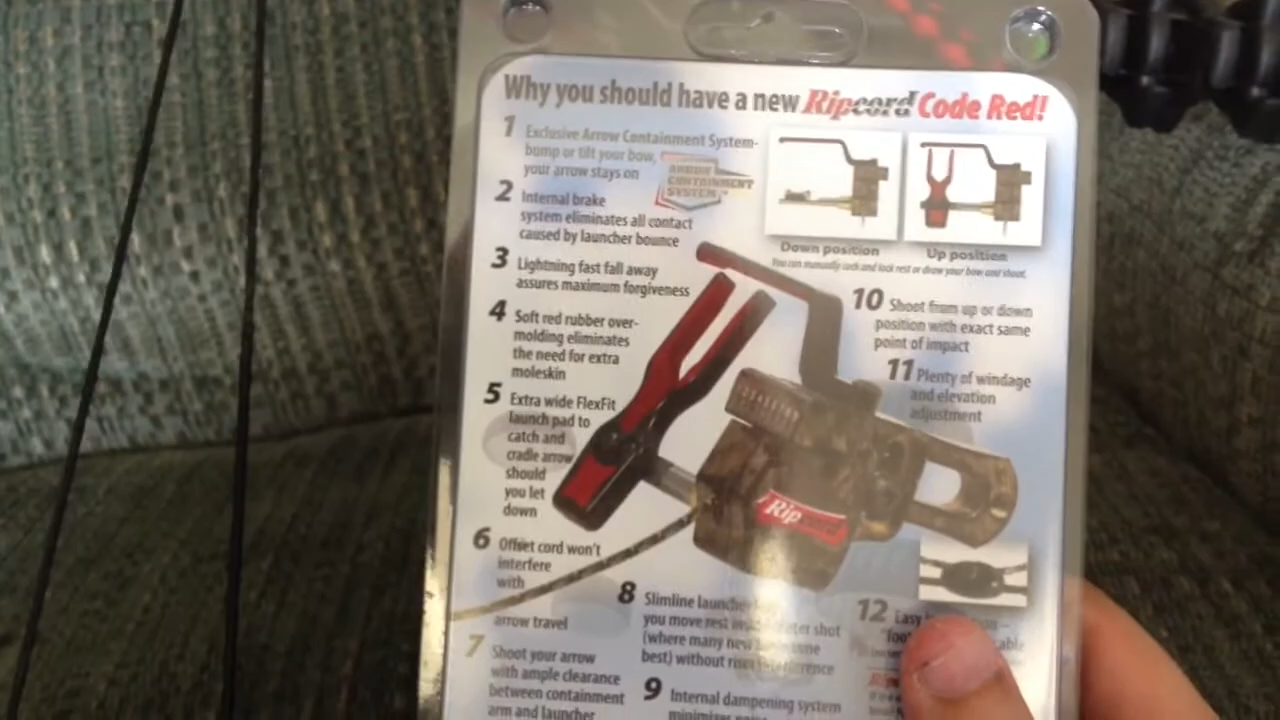 Why you should have a new Ripcord Code Red!
1 Exclusive Arrow Containment System-
bump or tilt your bow,
your arrow stays on
ARROW
CONTAINMENT
SYSTEM
2 Internal brake
system eliminates all contact
caused by launcher bounce
3 Lightning fast fall away
assures maximum forgiveness
4 Soft red rubber over-
molding eliminates
the need for extra
moleskin
5 Extra wide FlexFit
launch pad to
catch and
cradle arrow
should
you let
down
6 Offset cord won't
interfere
with
arrow travel
7 Shoot your arrow
with ample clearance
between containment
arm and launcher
8 Slimline launcher
you move rest
(where many new
best) without
9 Internal dampening system
minimizes
Down position
Up position
You can manually cock and lock rest or draw your bow and shoot.
10 Shoot from up or down
position with exact same
point of impact
11 Plenty of windage
and elevation
adjustment
Ripcord
12 Easy